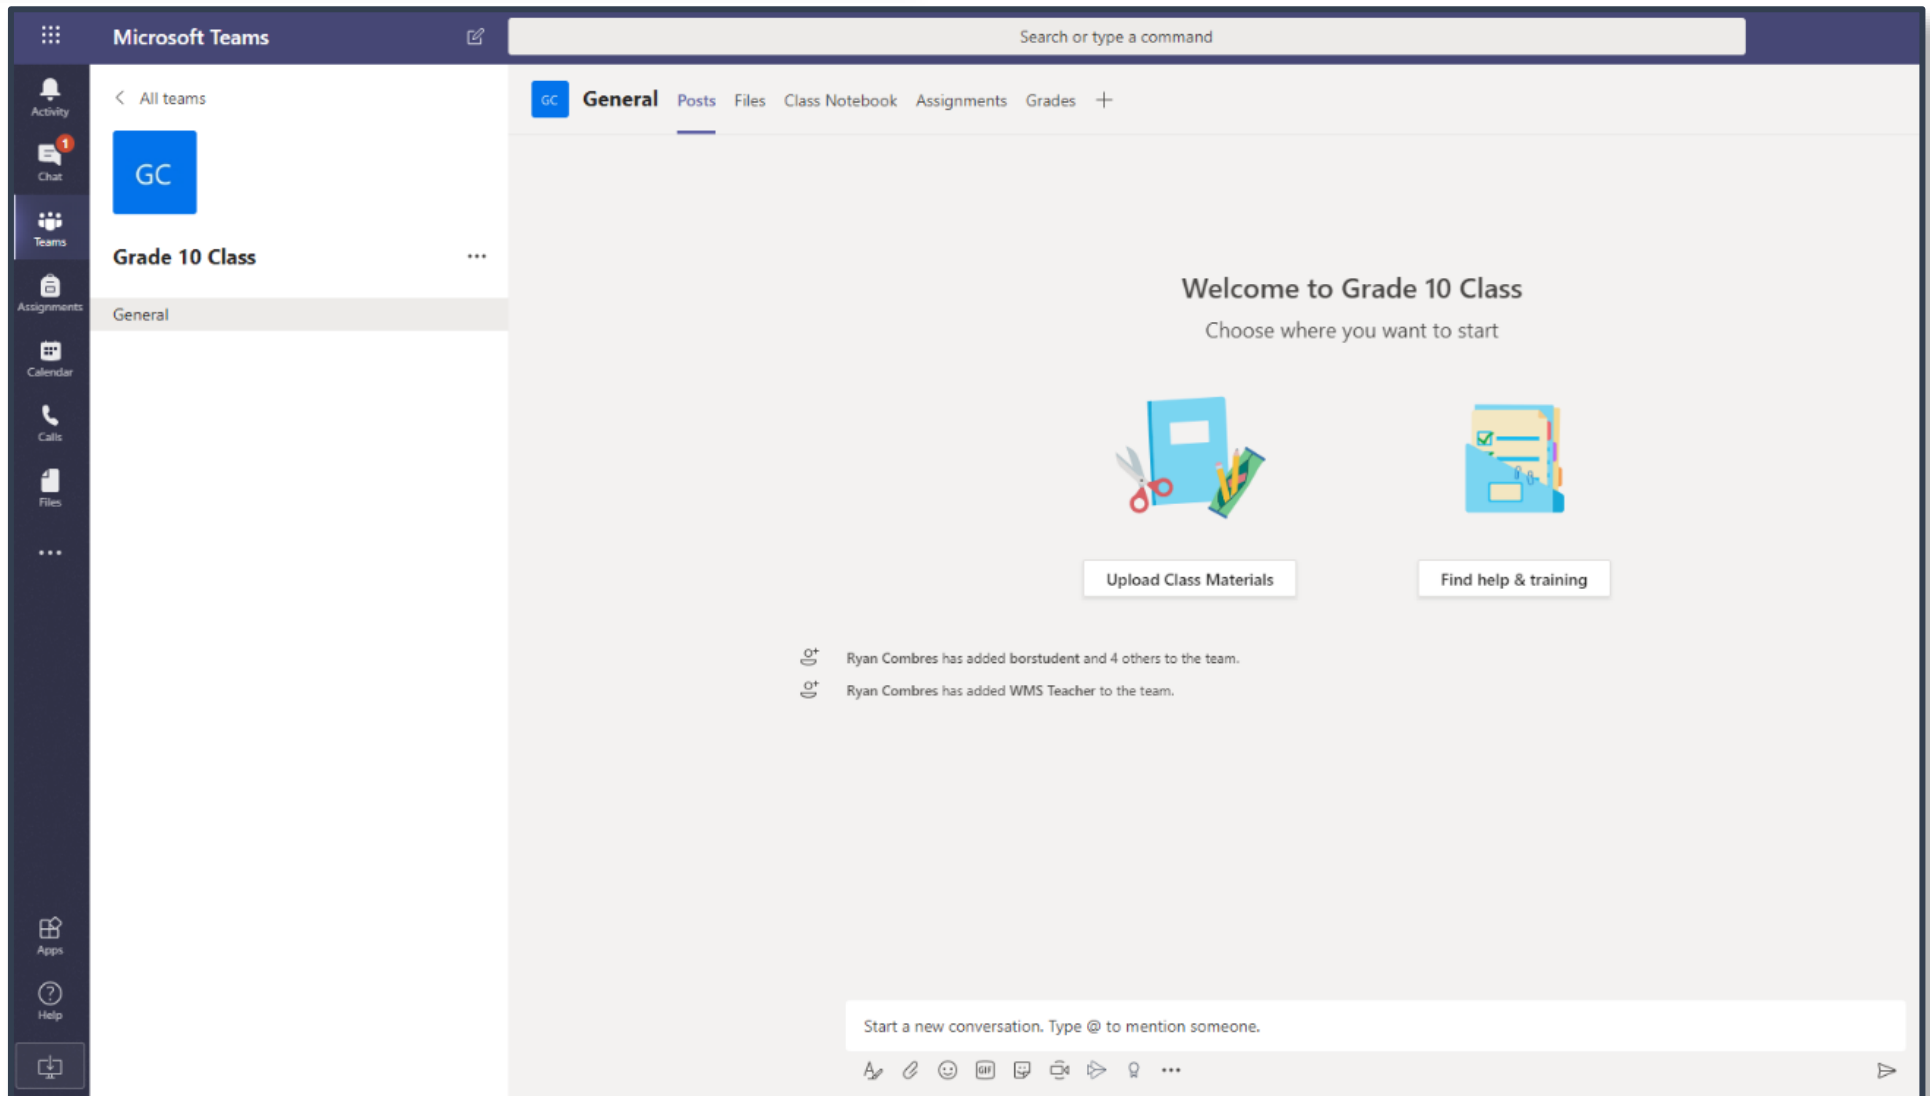 Microsoft Teams
Search or type a command
Activity
1
Chat
Teams
Assignments
Calendar
Calls
Files
Apps
Help
All teams
GC
Grade 10 Class
General
GC
General Posts Files Class Notebook Assignments Grades
Welcome to Grade 10 Class
Choose where you want to start
Upload Class Materials
Find help & training
Ryan Combres has added borstudent and 4 others to the team.
Ryan Combres has added WMS Teacher to the team.
Start a new conversation. Type @ to mention someone.
GIF